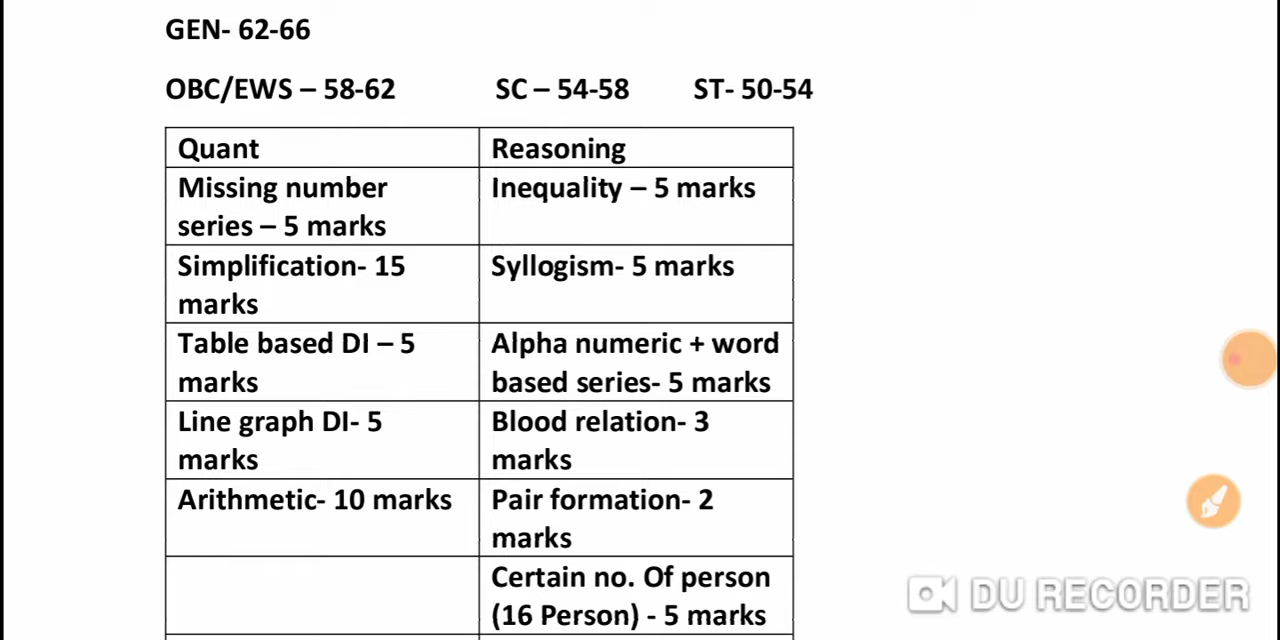 GEN- 62-66
OBC/EWS – 58-62 SC – 54-58 ST- 50-54
Quant Reasoning
Missing number
series – 5 marks
Inequality – 5 marks
Simplification- 15
marks
Syllogism- 5 marks
Table based DI – 5
marks
Alpha numeric + word
based series- 5 marks
Line graph DI- 5
marks
Blood relation- 3
marks
Arithmetic- 10 marks
Pair formation- 2
marks
Certain no. Of person
(16 Person) - 5 marks
DU RECORDER